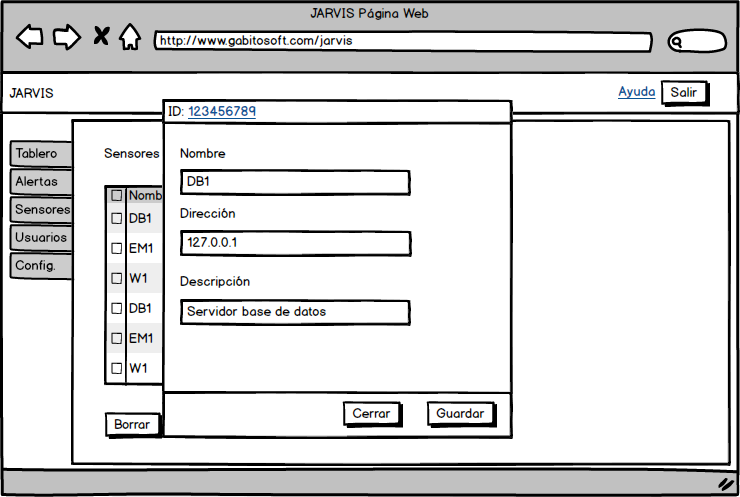 JARVIS Página Web
http://www.gabitosoft.com/jarvis
JARVIS
Ayuda
Salir
ID: 123456789
Tablero
Alertas
Sensores
Usuarios
Config.
Sensores
Nomb
DB1
EM1
W1
DB1
EM1
W1
Borrar
Nombre
DB1
Dirección
127.0.0.1
Descripción
Servidor base de datos
Cerrar
Guardar